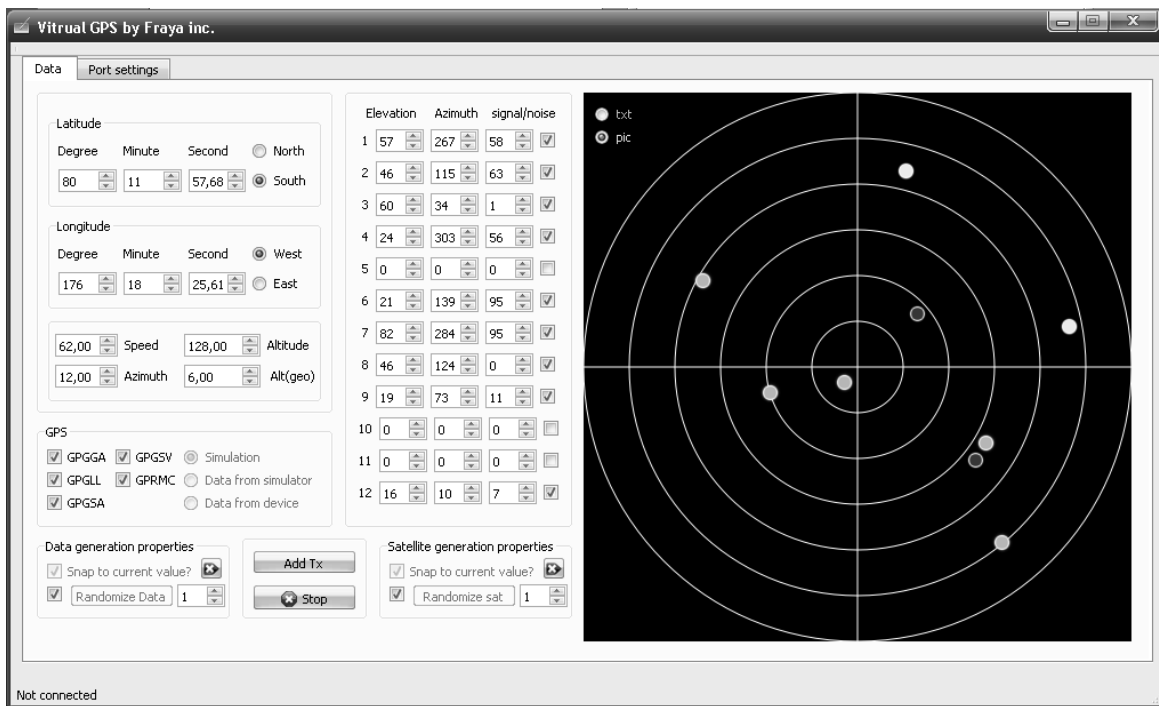 Vitrual GPS by Fraya inc.
Data Port settings
Latitude
Degree Minute Second North
80 11 57,68 South
Longitude
Degree Minute Second West
176 18 25,61 East
62,00 Speed 128,00 Altitude
12,00 Azimuth 6,00 Alt(geo)
GPS
GPGGA GPGSV Simulation
GPGLL GPRMC Data from simulator
GPGSA Data from device
Data generation properties
Snap to current value?
Randomize Data 1
Add Tx
Stop
Elevation Azimuth signal/noise
1 57 267 58
2 46 115 63
3 60 34 1
4 24 303 56
5 0 0 0
6 21 139 95
7 82 284 95
8 46 124 0
9 19 73 11
10 0 0 0
11 0 0 0
12 16 10 7
Satellite generation properties
Snap to current value?
Randomize sat 1
txt
pic
Not connected